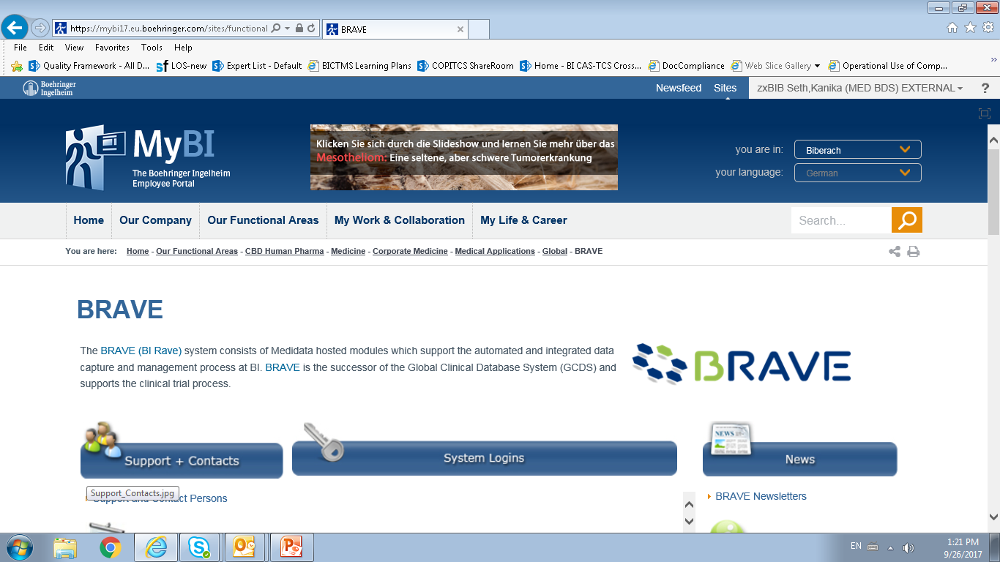 https://mybi17.eu.boehringer.com/sites/functional
BRAVE
File Edit View Favorites Tools Help
Quality Framework - All D...
LOS-new
Expert List - Default
BICTMS Learning Plans
COPITCS ShareRoom
Home - BI CAS-TCS Cross...
DocCompliance
Web Slice Gallery
Operational Use of Comp...
Boehringer
Ingelheim
Newsfeed Sites zxBIB Seth,Kanika (MED BDS) EXTERNAL ?
MyBI
The Boehringer Ingelheim
Employee Portal
Klicken Sie sich durch die Slideshow und lernen Sie mehr über das
Mesotheliom: Eine seltene, aber schwere Tumorerkrankung
you are in: Biberach
your language: German
Home Our Company Our Functional Areas My Work & Collaboration My Life & Career
Search...
You are here: Home - Our Functional Areas - CBD Human Pharma - Medicine - Corporate Medicine - Medical Applications - Global - BRAVE
BRAVE
The BRAVE (BI Rave) system consists of Medidata hosted modules which support the automated and integrated data
capture and management process at BI. BRAVE is the successor of the Global Clinical Database System (GCDS) and
supports the clinical trial process.
BRAVE
Support + Contacts
System Logins
NEWS
News
Support_Contacts.jpg
Support and Contact Persons
BRAVE Newsletters
EN
1:21 PM
9/26/2017